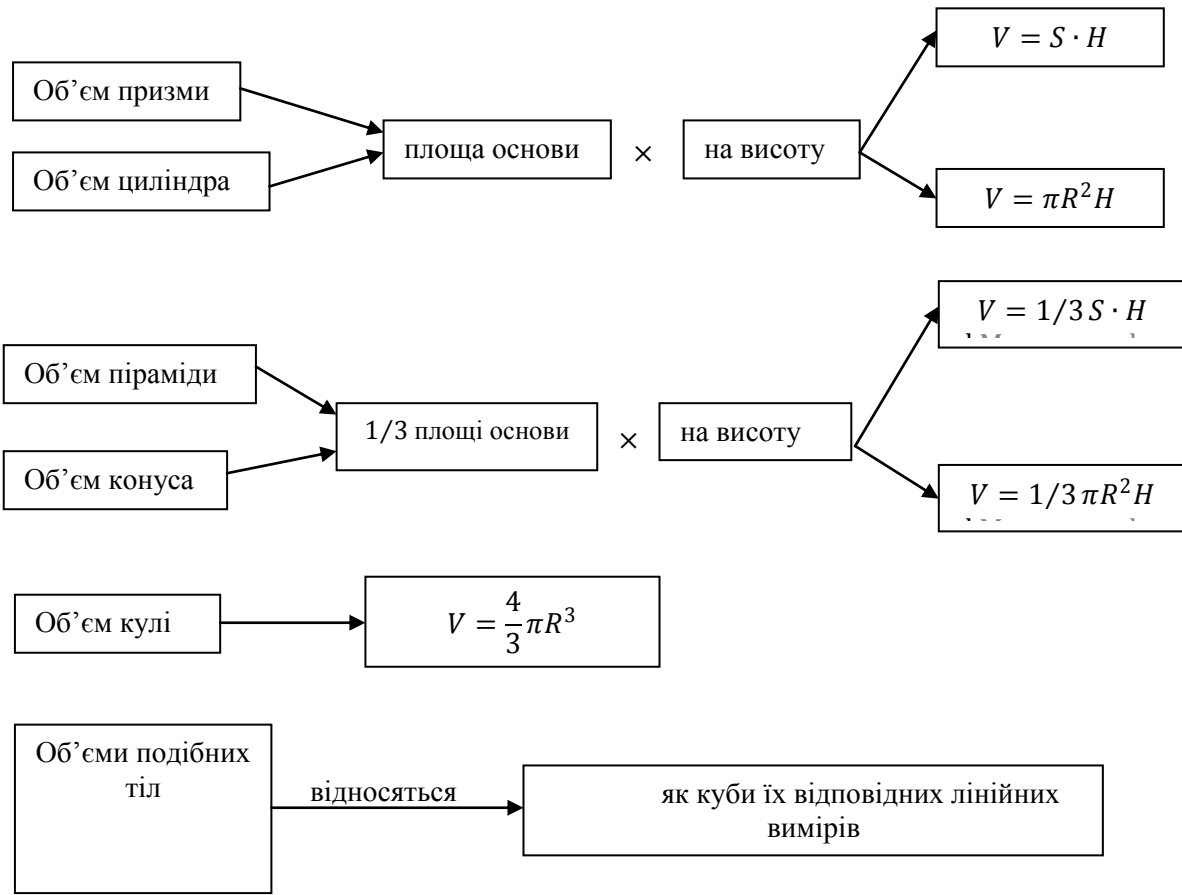 V = S · H
Об’єм призми
площа основи × на висоту
Об’єм циліндра
V = πR²H
V = 1/3 S · H
Об’єм піраміди
1/3 площі основи × на висоту
Об’єм конуса
V = 1/3 πR²H
Об’єм кулі
V = 4/3 πR³
Об’єми подібних
тіл
відносяться
як куби їх відповідних лінійних
вимірів